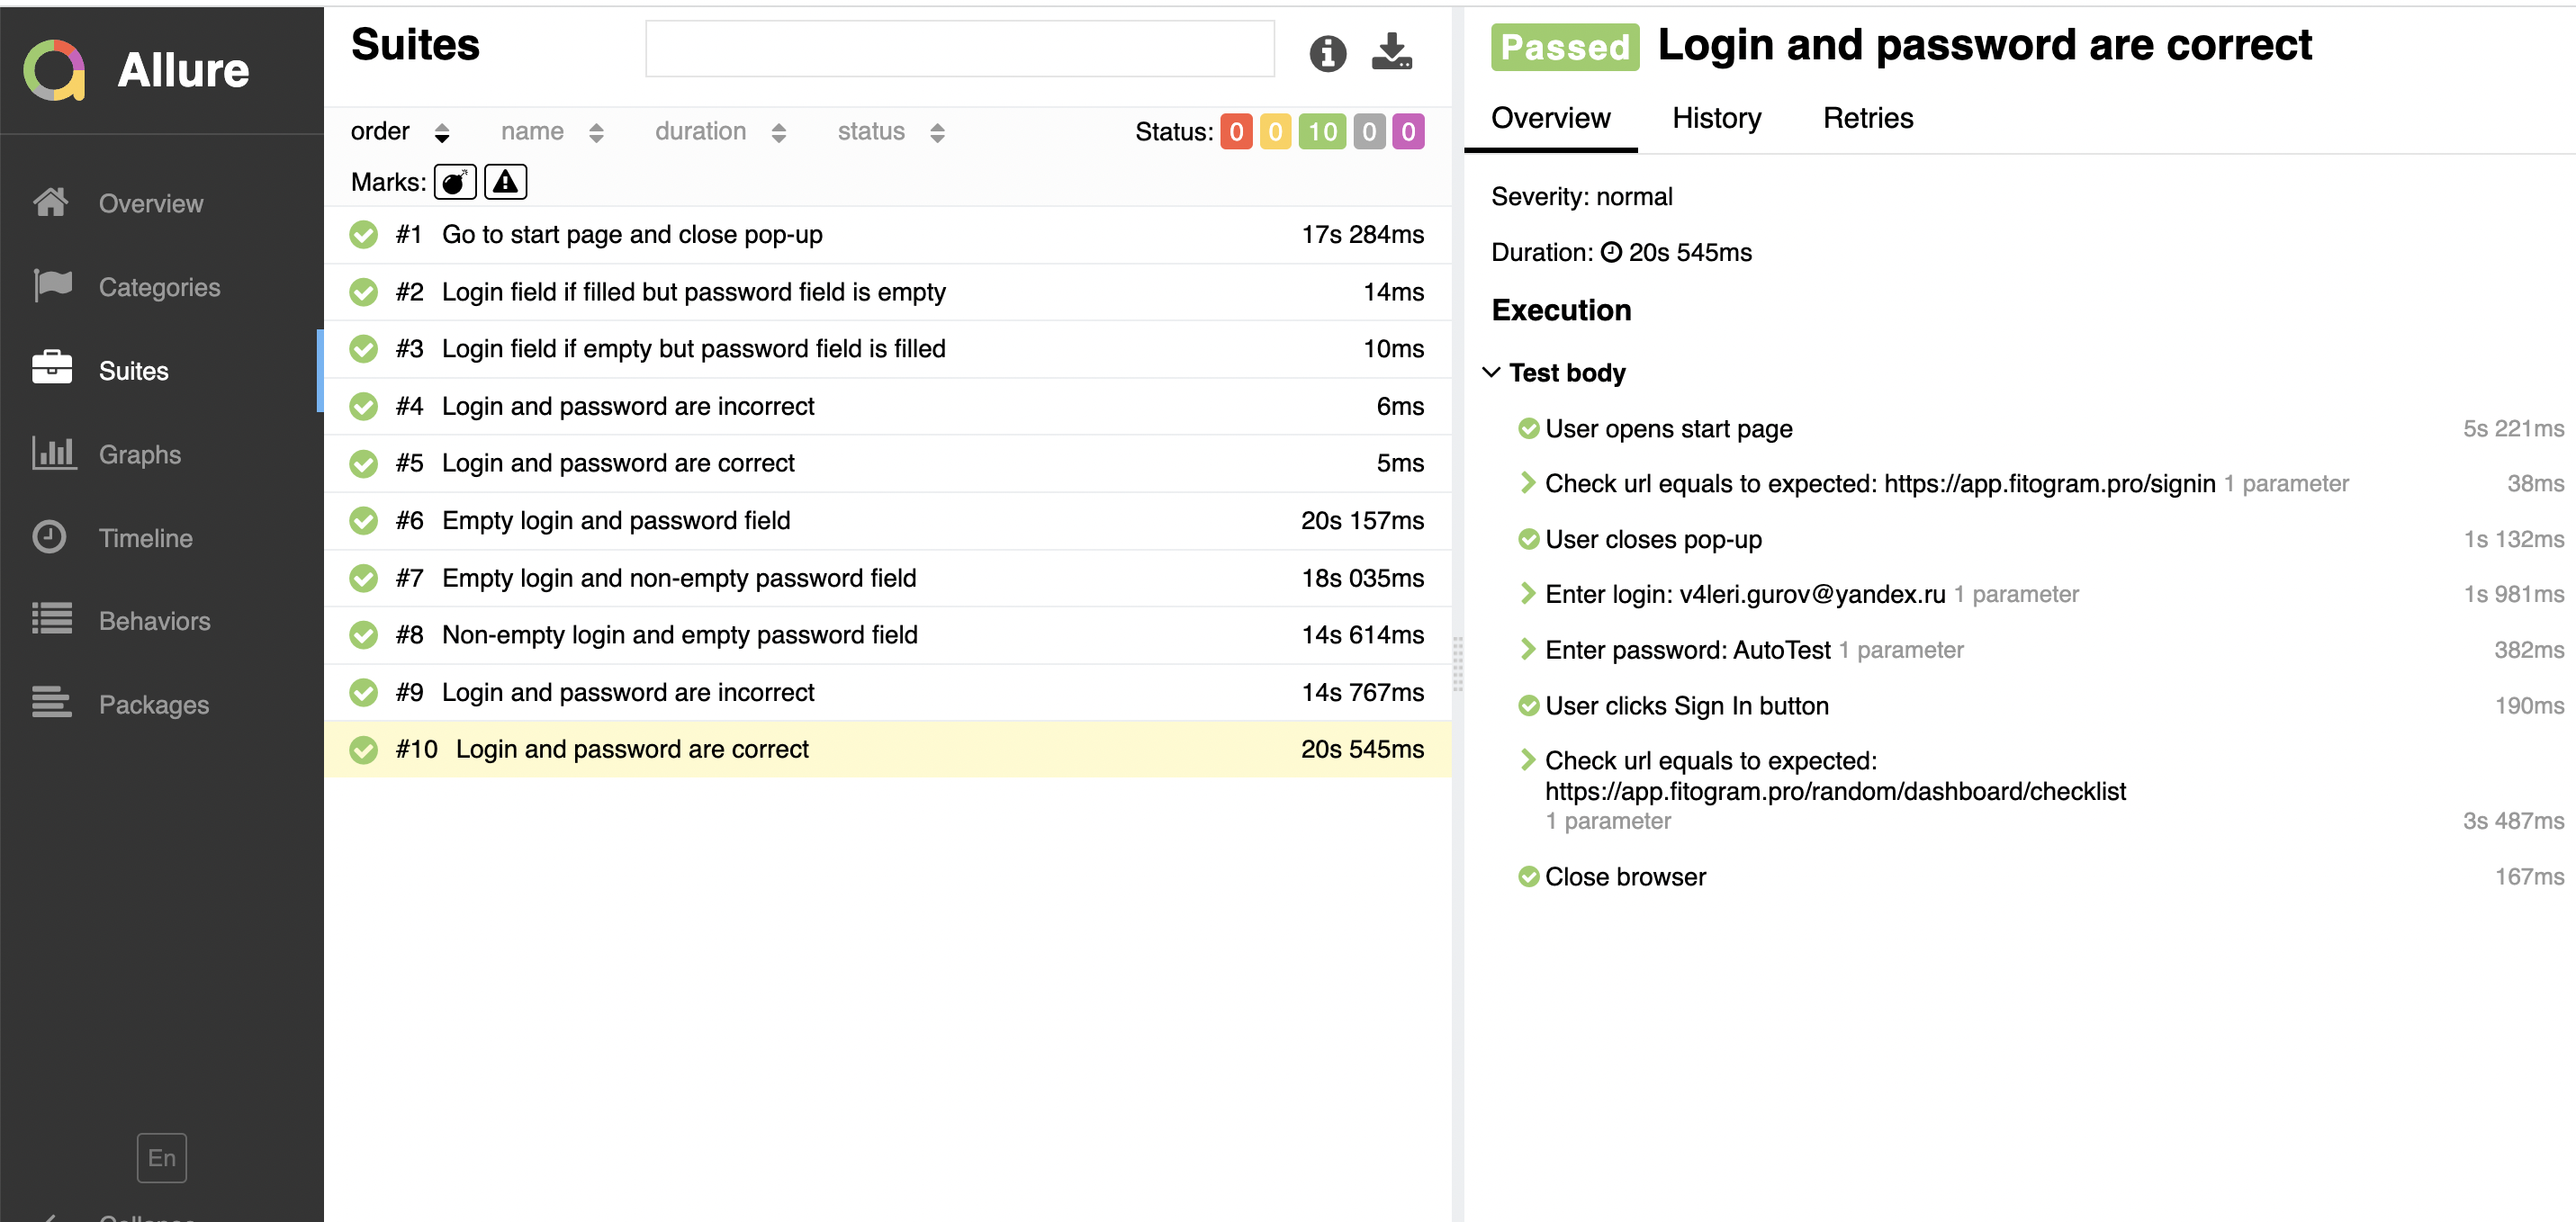 Allure
Overview
Categories
Suites
Graphs
Timeline
Behaviors
Packages
En
Collapse
Suites
order name duration status Status: 0 0 10 0 0
Marks:
#1 Go to start page and close pop-up 17s 284ms
#2 Login field if filled but password field is empty 14ms
#3 Login field if empty but password field is filled 10ms
#4 Login and password are incorrect 6ms
#5 Login and password are correct 5ms
#6 Empty login and password field 20s 157ms
#7 Empty login and non-empty password field 18s 035ms
#8 Non-empty login and empty password field 14s 614ms
#9 Login and password are incorrect 14s 767ms
#10 Login and password are correct 20s 545ms
Passed Login and password are correct
Overview History Retries
Severity: normal
Duration: 20s 545ms
Execution
Test body
User opens start page 5s 221ms
Check url equals to expected: https://app.fitogram.pro/signin 1 parameter 38ms
User closes pop-up 1s 132ms
Enter login: v4leri.gurov@yandex.ru 1 parameter 1s 981ms
Enter password: AutoTest 1 parameter 382ms
User clicks Sign In button 190ms
Check url equals to expected:
https://app.fitogram.pro/random/dashboard/checklist
1 parameter 3s 487ms
Close browser 167ms